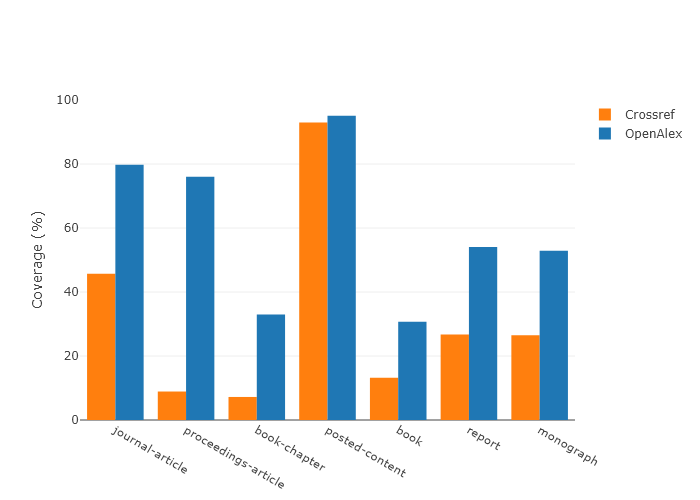 100
80
60
40
20
0
Coverage (%)
journal-article
proceedings-article
book-chapter
posted-content
book
report
monograph
Crossref
OpenAlex